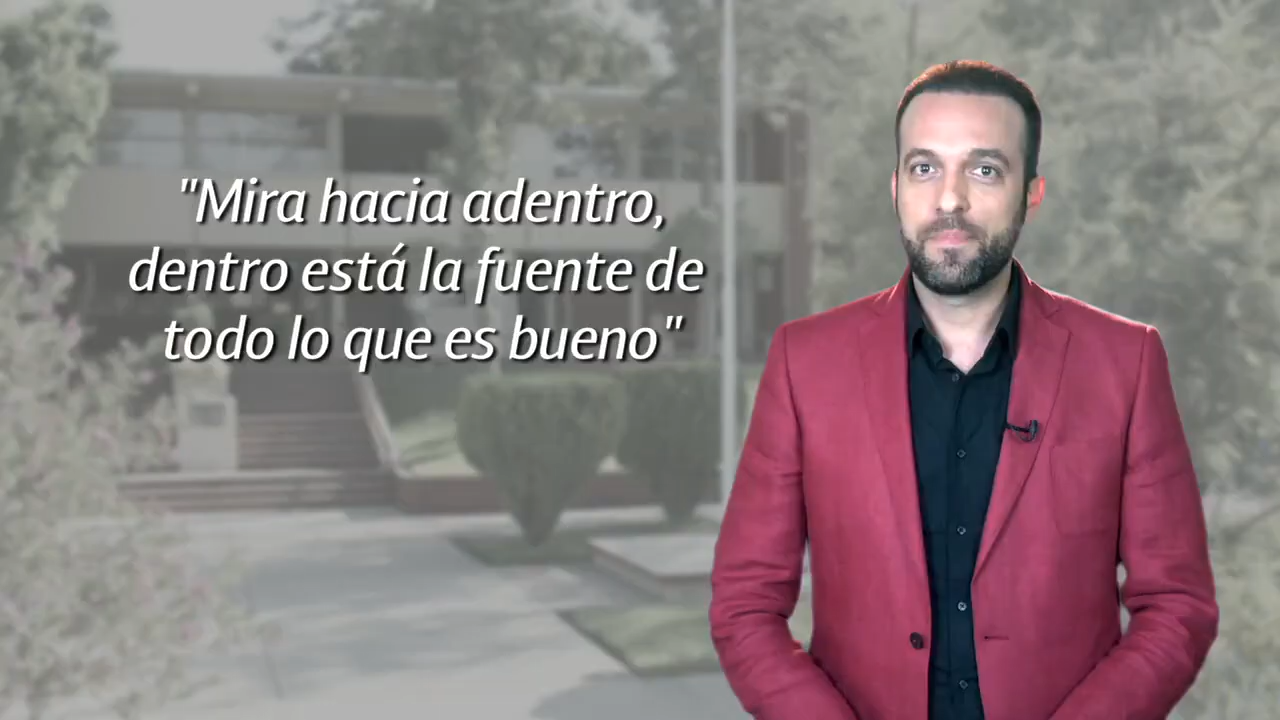 "Mira hacia adentro,
dentro está la fuente de
todo lo que es bueno"